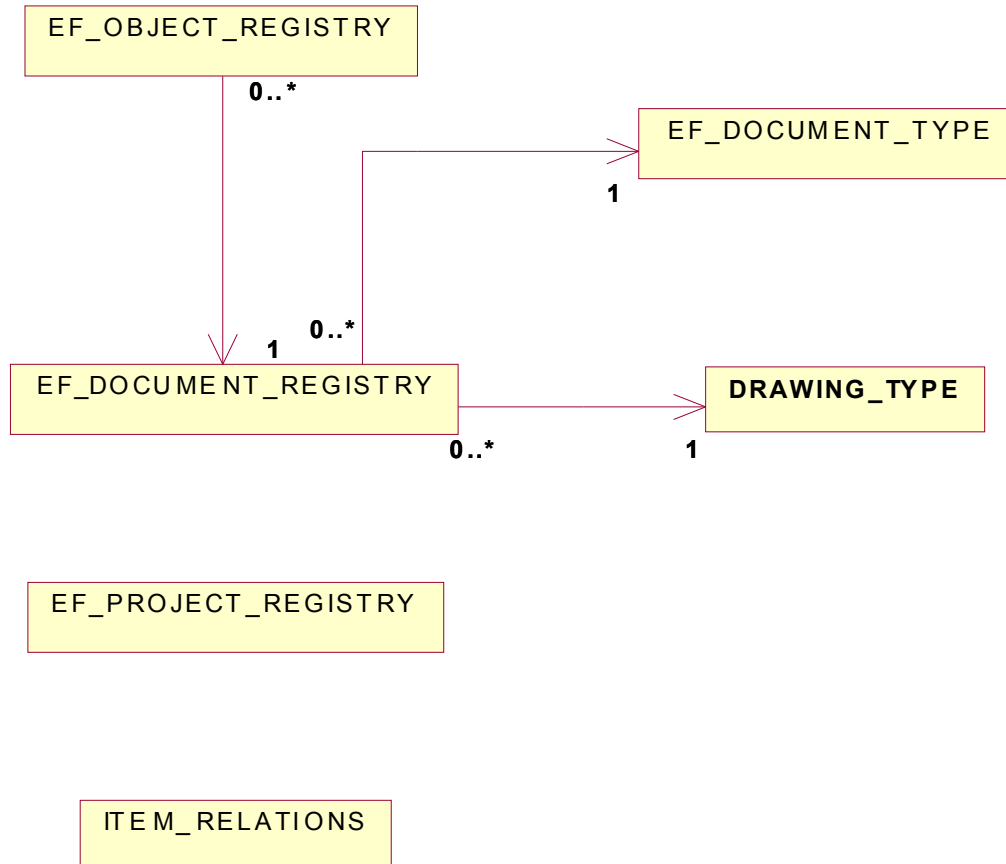 EF_OBJECT_REGISTRY
0..*
EF_DOCUMENT_TYPE
1
0..*
1
EF_DOCUMENT_REGISTRY
DRAWING_TYPE
0..*
1
EF_PROJECT_REGISTRY
ITEM_RELATIONS